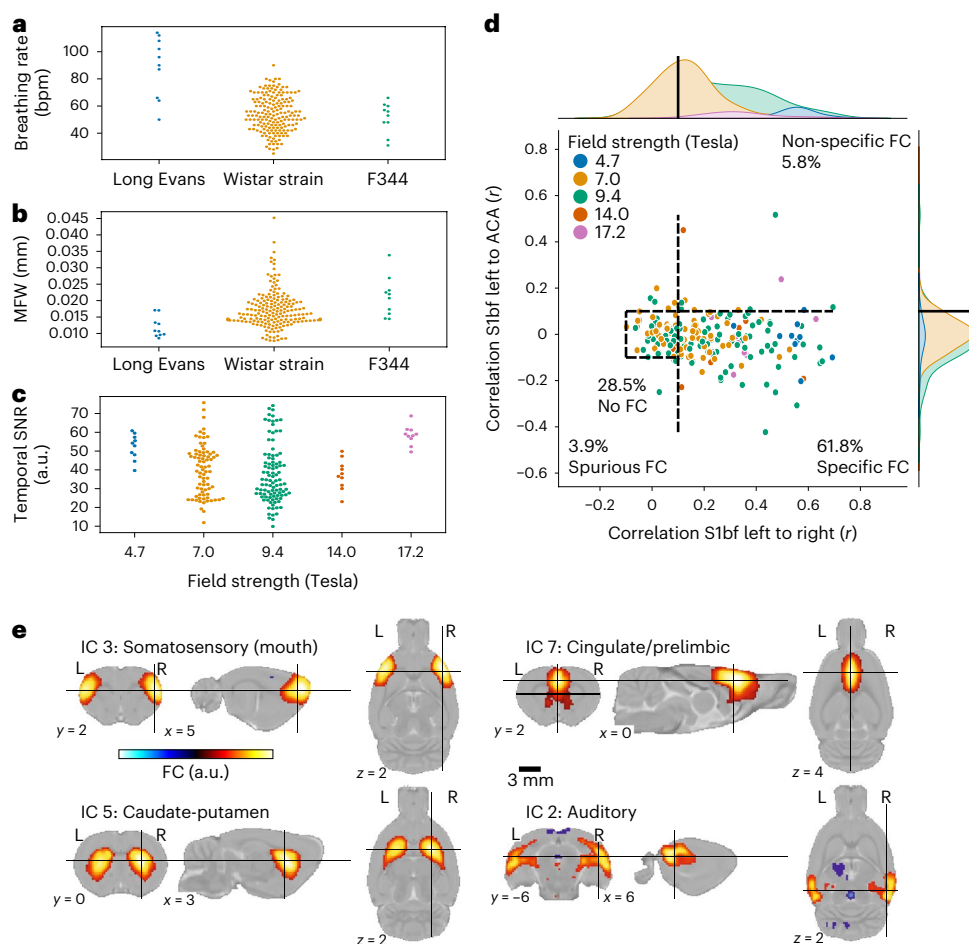 a
Breathing rate
(bpm)
100
80
60
40
Long Evans
Wistar strain
F344
b
MFW (mm)
0.045
0.040
0.035
0.030
0.025
0.020
0.015
0.010
Long Evans
Wistar strain
F344
c
Temporal SNR
(a.u.)
70
60
50
40
30
20
10
4.7
7.0
9.4
14.0
17.2
Field strength (Tesla)
d
Correlation S1bf left to ACA (r)
0.8
0.6
0.4
0.2
0
−0.2
−0.4
−0.6
Field strength (Tesla)
4.7
7.0
9.4
14.0
17.2
Non-specific FC
5.8%
28.5%
No FC
3.9%
Spurious FC
61.8%
Specific FC
−0.2
0
0.2
0.4
0.6
0.8
Correlation S1bf left to right (r)
e
IC 3: Somatosensory (mouth)
L
R
L
R
y = 2
x = 5
z = 2
FC (a.u.)
IC 7: Cingulate/prelimbic
L
R
L
R
y = 2
x = 0
z = 4
3 mm
IC 5: Caudate-putamen
L
R
L
R
y = 0
x = 3
z = 2
IC 2: Auditory
L
R
L
R
y = −6
x = 6
z = 2